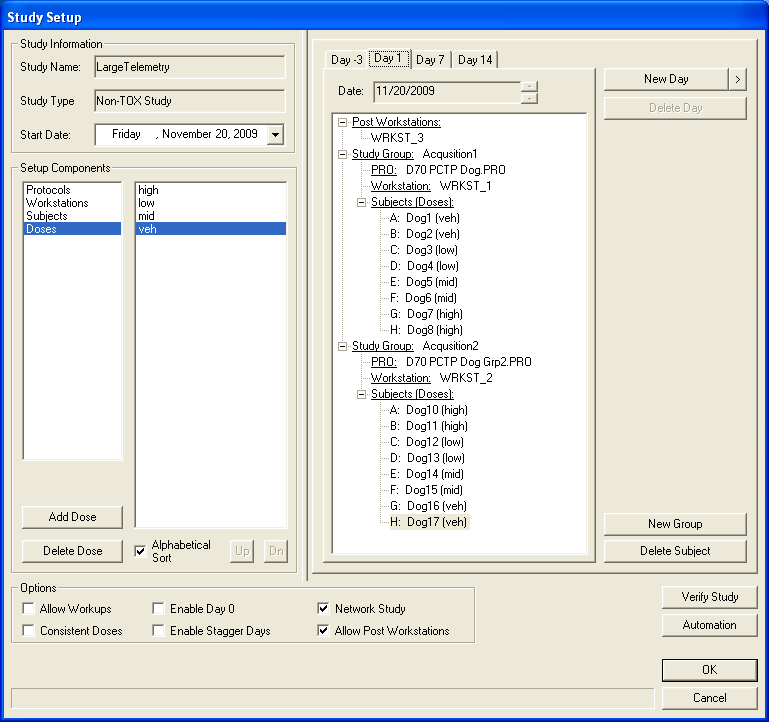 Study Setup
Study Information
Study Name: LargeTelemetry
Study Type Non-TOX Study
Start Date: Friday , November 20, 2009
Setup Components
Protocols
Workstations
Subjects
Doses
high
low
mid
veh
Add Dose
Delete Dose
Alphabetical
Sort
Up
Dn
Day -3
Day 1
Day 7
Day 14
Date: 11/20/2009
Post Workstations:
WRKST_3
Study Group: Acqusition1
PRO: D70 PCTP Dog.PRO
Workstation: WRKST_1
Subjects (Doses):
A: Dog1 (veh)
B: Dog2 (veh)
C: Dog3 (low)
D: Dog4 (low)
E: Dog5 (mid)
F: Dog6 (mid)
G: Dog7 (high)
H: Dog8 (high)
Study Group: Acqusition2
PRO: D70 PCTP Dog Grp2.PRO
Workstation: WRKST_2
Subjects (Doses):
A: Dog10 (high)
B: Dog11 (high)
C: Dog12 (low)
D: Dog13 (low)
E: Dog14 (mid)
F: Dog15 (mid)
G: Dog16 (veh)
H: Dog17 (veh)
New Day >
Delete Day
New Group
Delete Subject
Options
Allow Workups
Enable Day 0
Network Study
Consistent Doses
Enable Stagger Days
Allow Post Workstations
Verify Study
Automation
OK
Cancel